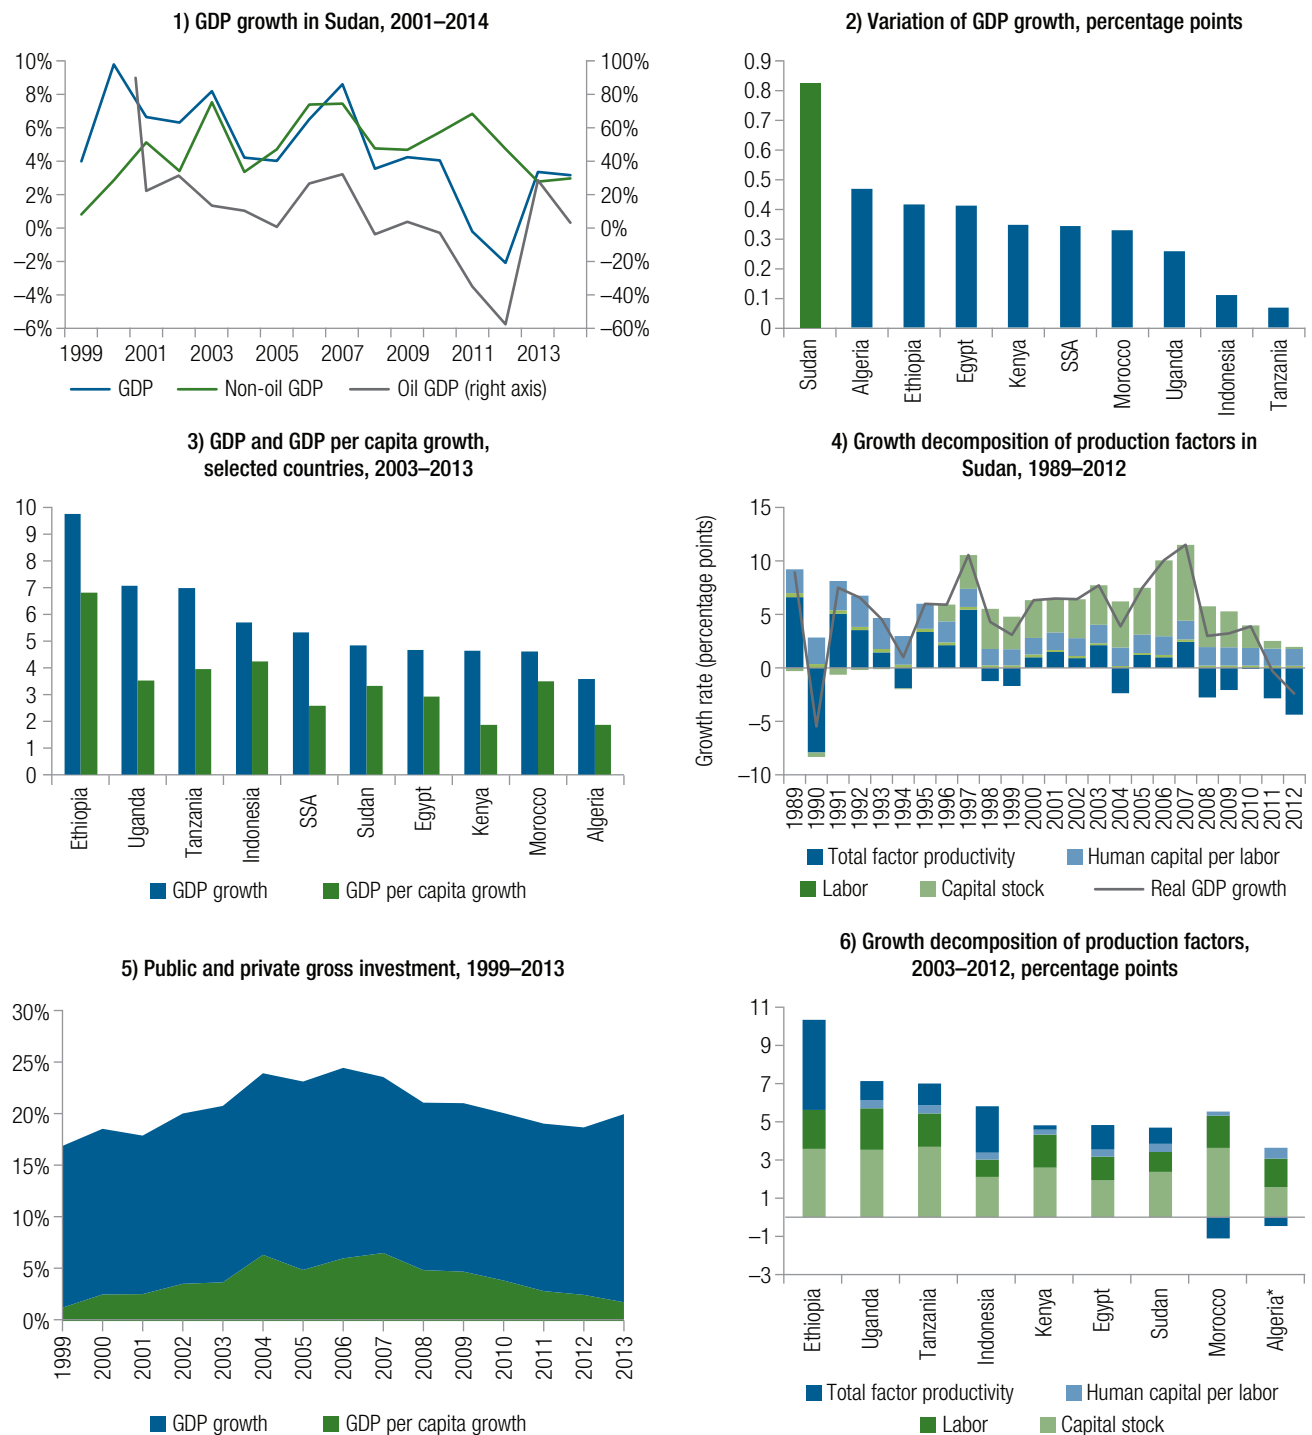 1) GDP growth in Sudan, 2001–2014
10%
8%
6%
4%
2%
0%
–2%
–4%
–6%
100%
80%
60%
40%
20%
0%
–20%
–40%
–60%
1999 2001 2003 2005 2007 2009 2011 2013
GDP Non-oil GDP Oil GDP (right axis)
2) Variation of GDP growth, percentage points
0.9
0.8
0.7
0.6
0.5
0.4
0.3
0.2
0.1
0
Sudan
Algeria
Ethiopia
Egypt
Kenya
SSA
Morocco
Uganda
Indonesia
Tanzania
3) GDP and GDP per capita growth,
selected countries, 2003–2013
10
9
8
7
6
5
4
3
2
1
0
Ethiopia
Uganda
Tanzania
Indonesia
SSA
Sudan
Egypt
Kenya
Morocco
Algeria
GDP growth GDP per capita growth
4) Growth decomposition of production factors in
Sudan, 1989–2012
Growth rate (percentage points)
15
10
5
0
–5
–10
1989
1990
1991
1992
1993
1994
1995
1996
1997
1998
1999
2000
2001
2002
2003
2004
2005
2006
2007
2008
2009
2010
2011
2012
Total factor productivity Human capital per labor
Labor Capital stock Real GDP growth
5) Public and private gross investment, 1999–2013
30%
25%
20%
15%
10%
5%
0%
1999
2000
2001
2002
2003
2004
2005
2006
2007
2008
2009
2010
2011
2012
2013
GDP growth GDP per capita growth
6) Growth decomposition of production factors,
2003–2012, percentage points
11
9
7
5
3
1
–1
–3
Ethiopia
Uganda
Tanzania
Indonesia
Kenya
Egypt
Sudan
Morocco
Algeria*
Total factor productivity Human capital per labor
Labor Capital stock